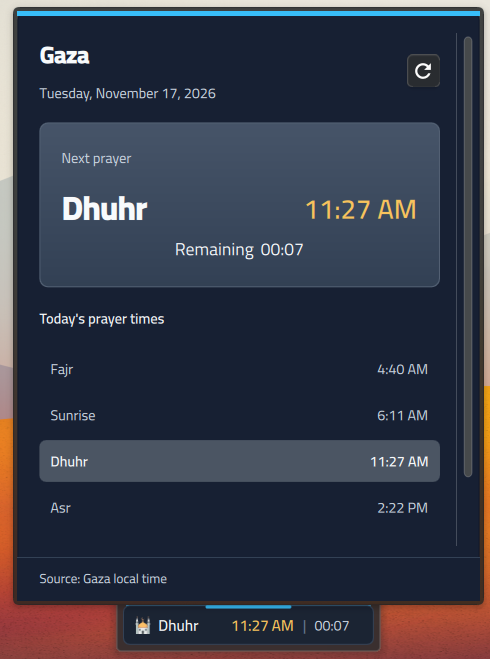 Gaza
Tuesday, November 17, 2026
Next prayer
Dhuhr 11:27 AM
Remaining 00:07
Today's prayer times
Fajr 4:40 AM
Sunrise 6:11 AM
Dhuhr 11:27 AM
Asr 2:22 PM
Source: Gaza local time
Dhuhr 11:27 AM | 00:07